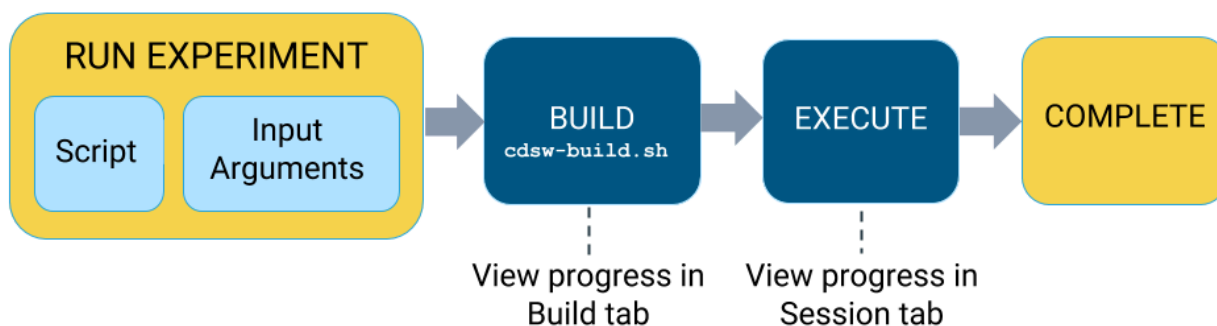 RUN EXPERIMENT
Script
Input
Arguments
BUILD
cdsw-build.sh
EXECUTE
COMPLETE
View progress in
Build tab
View progress in
Session tab